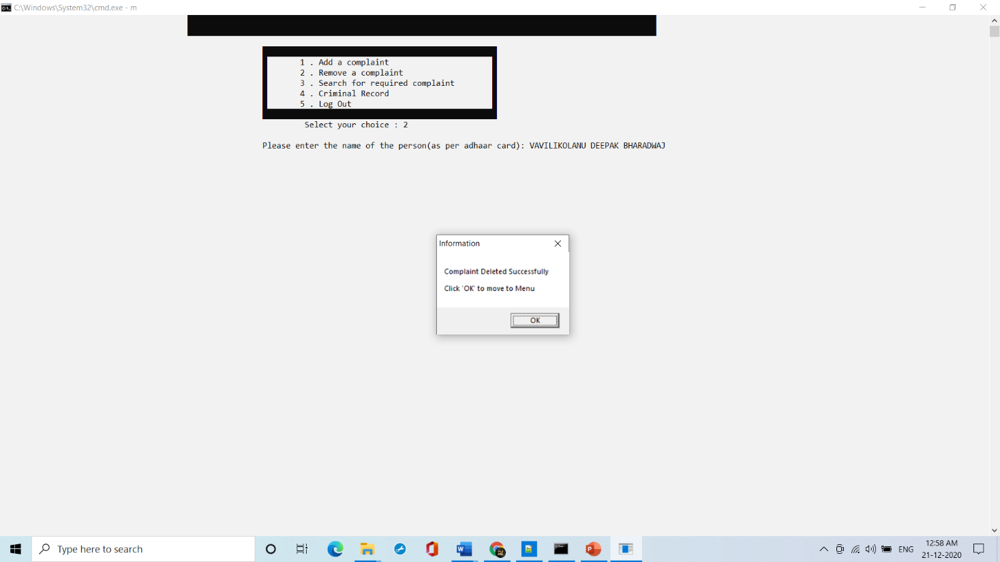 C:\Windows\System32\cmd.exe - m
1 . Add a complaint
2 . Remove a complaint
3 . Search for required complaint
4 . Criminal Record
5 . Log Out
Select your choice : 2
Please enter the name of the person(as per adhaar card): VAVILIKOLANU DEEPAK BHARADWAJ
Information
Complaint Deleted Successfully
Click 'OK' to move to Menu
OK
Type here to search
ENG
12:58 AM
21-12-2020